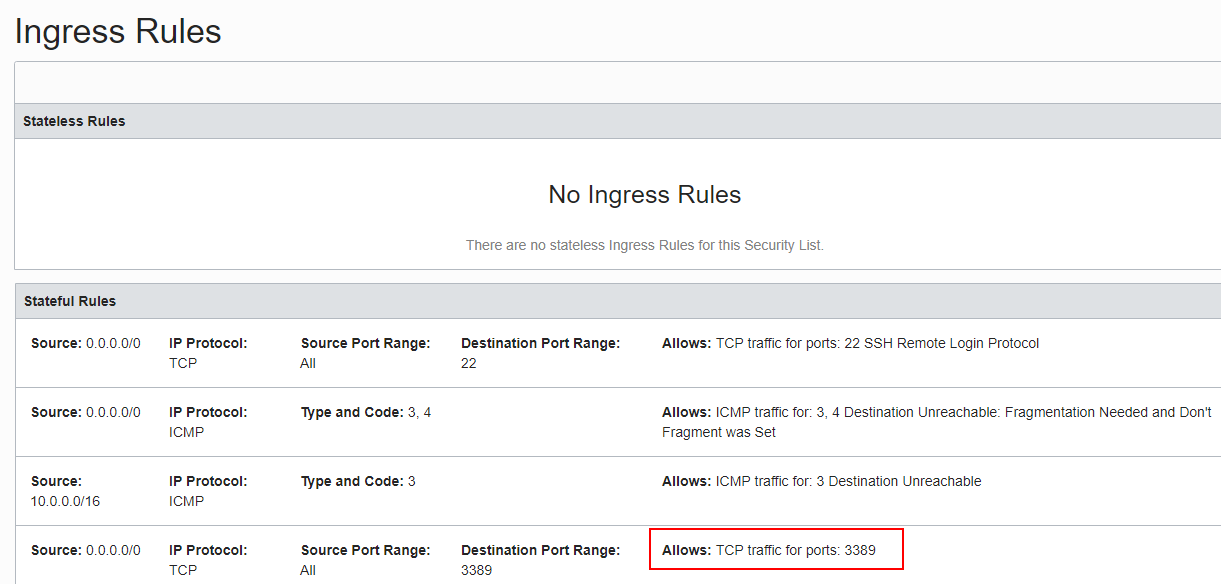 Ingress Rules
Stateless Rules
No Ingress Rules
There are no stateless Ingress Rules for this Security List.
Stateful Rules
Source: 0.0.0.0/0 IP Protocol: Source Port Range: Destination Port Range: Allows: TCP traffic for ports: 22 SSH Remote Login Protocol
TCP All 22
Source: 0.0.0.0/0 IP Protocol: Type and Code: 3, 4 Allows: ICMP traffic for: 3, 4 Destination Unreachable: Fragmentation Needed and Don't
ICMP Fragment was Set
Source: IP Protocol: Type and Code: 3 Allows: ICMP traffic for: 3 Destination Unreachable
10.0.0.0/16 ICMP
Source: 0.0.0.0/0 IP Protocol: Source Port Range: Destination Port Range: Allows: TCP traffic for ports: 3389
TCP All 3389